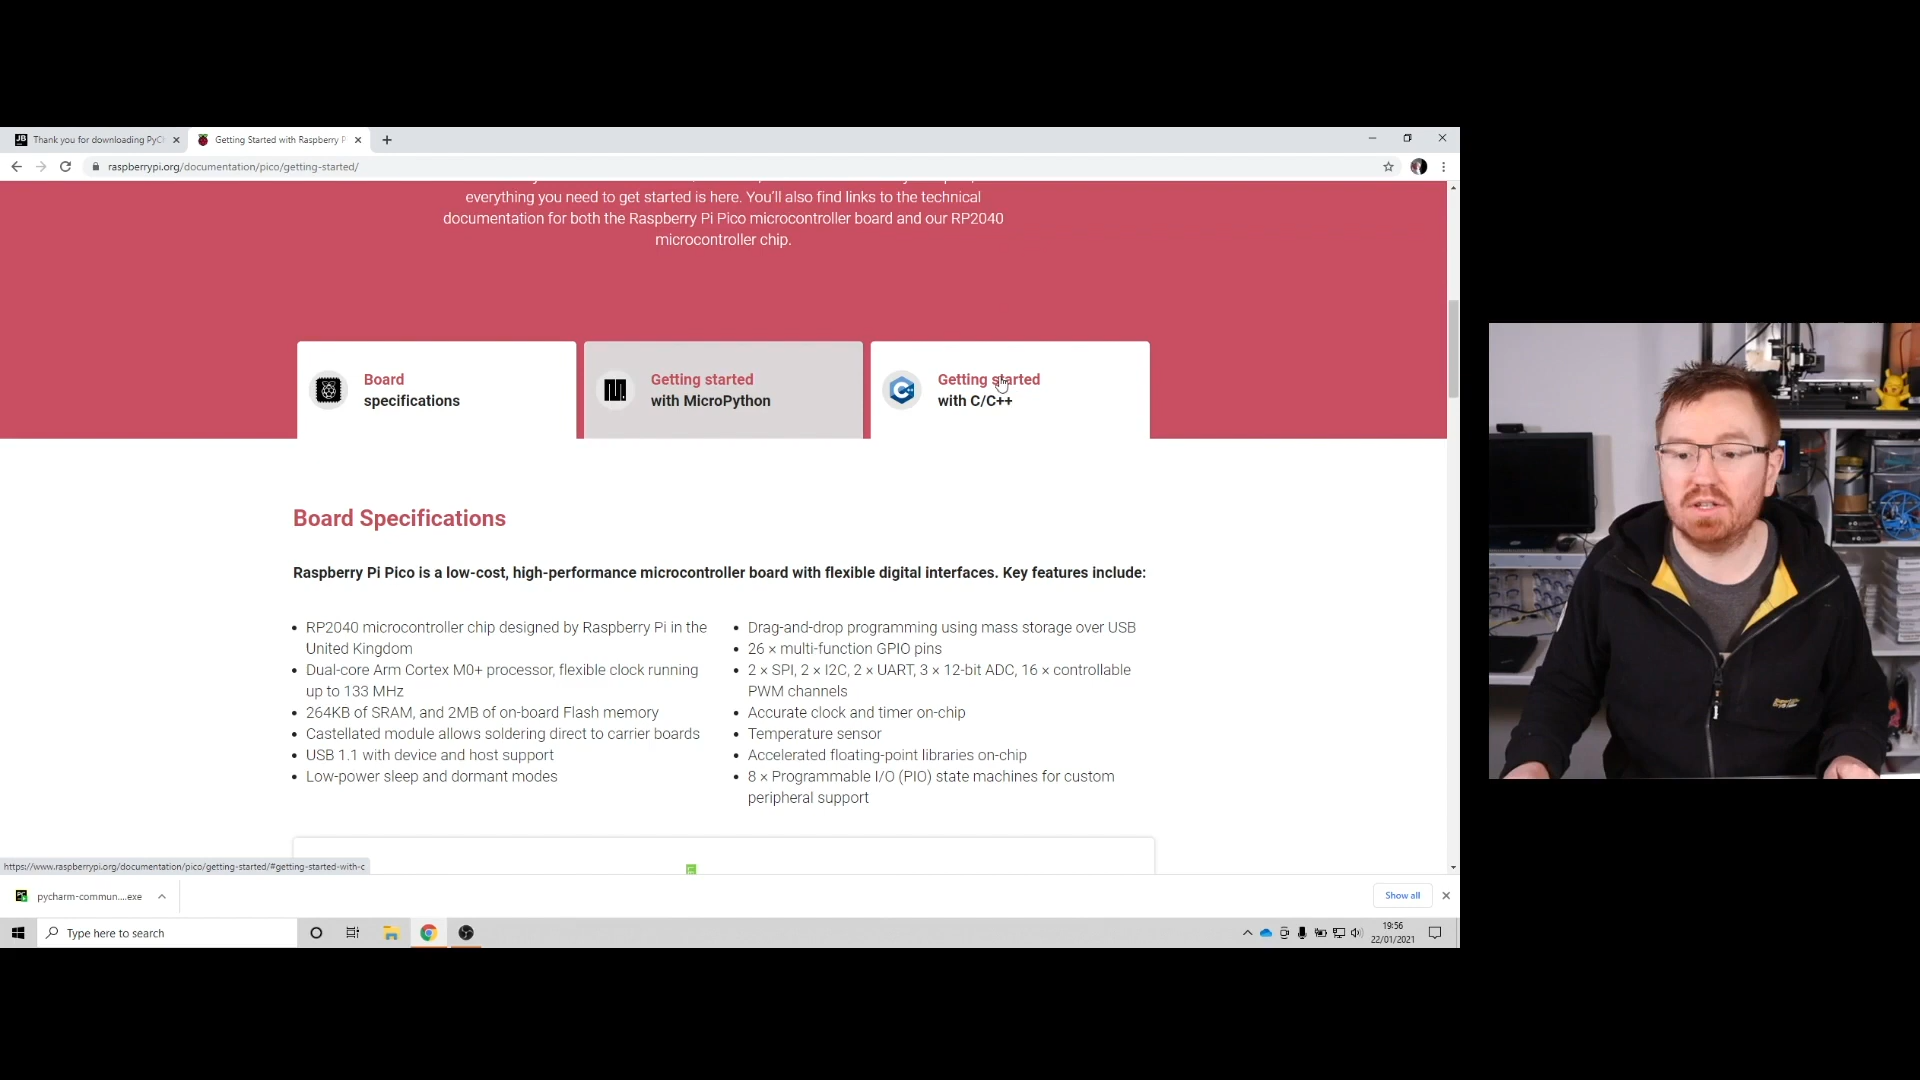 Thank you for downloading PyCh
Getting Started with Raspberry P
raspberrypi.org/documentation/pico/getting-started/
everything you need to get started is here. You'll also find links to the technical
documentation for both the Raspberry Pi Pico microcontroller board and our RP2040
microcontroller chip.
Board
specifications
Getting started
with MicroPython
Getting started
with C/C++
Board Specifications
Raspberry Pi Pico is a low-cost, high-performance microcontroller board with flexible digital interfaces. Key features include:
• RP2040 microcontroller chip designed by Raspberry Pi in the
United Kingdom
• Dual-core Arm Cortex M0+ processor, flexible clock running
up to 133 MHz
• 264KB of SRAM, and 2MB of on-board Flash memory
• Castellated module allows soldering direct to carrier boards
• USB 1.1 with device and host support
• Low-power sleep and dormant modes
• Drag-and-drop programming using mass storage over USB
• 26 × multi-function GPIO pins
• 2 × SPI, 2 × I2C, 2 × UART, 3 × 12-bit ADC, 16 × controllable
PWM channels
• Accurate clock and timer on-chip
• Temperature sensor
• Accelerated floating-point libraries on-chip
• 8 × Programmable I/O (PIO) state machines for custom
peripheral support
https://www.raspberrypi.org/documentation/pico/getting-started/#getting-started-with-c
pycharm-commun....exe
Show all
Type here to search
19:56
22/01/2021